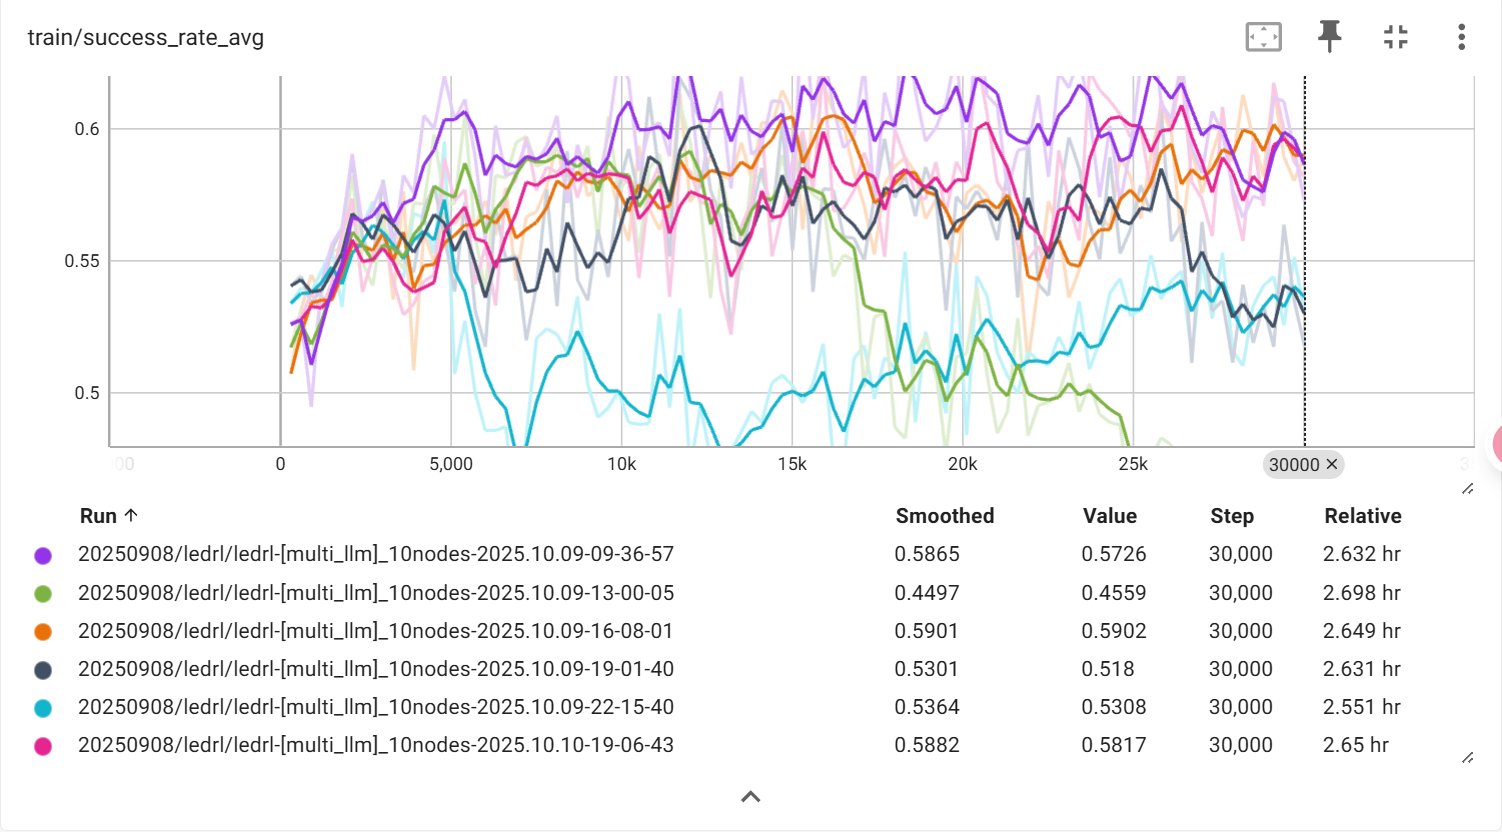 train/success_rate_avg
0.6
0.55
0.5
00 0 5,000 10k 15k 20k 25k 30000 ×
Run ↑ Smoothed Value Step Relative
20250908/ledrl/ledrl-[multi_llm]_10nodes-2025.10.09-09-36-57 0.5865 0.5726 30,000 2.632 hr
20250908/ledrl/ledrl-[multi_llm]_10nodes-2025.10.09-13-00-05 0.4497 0.4559 30,000 2.698 hr
20250908/ledrl/ledrl-[multi_llm]_10nodes-2025.10.09-16-08-01 0.5901 0.5902 30,000 2.649 hr
20250908/ledrl/ledrl-[multi_llm]_10nodes-2025.10.09-19-01-40 0.5301 0.518 30,000 2.631 hr
20250908/ledrl/ledrl-[multi_llm]_10nodes-2025.10.09-22-15-40 0.5364 0.5308 30,000 2.551 hr
20250908/ledrl/ledrl-[multi_llm]_10nodes-2025.10.10-19-06-43 0.5882 0.5817 30,000 2.65 hr